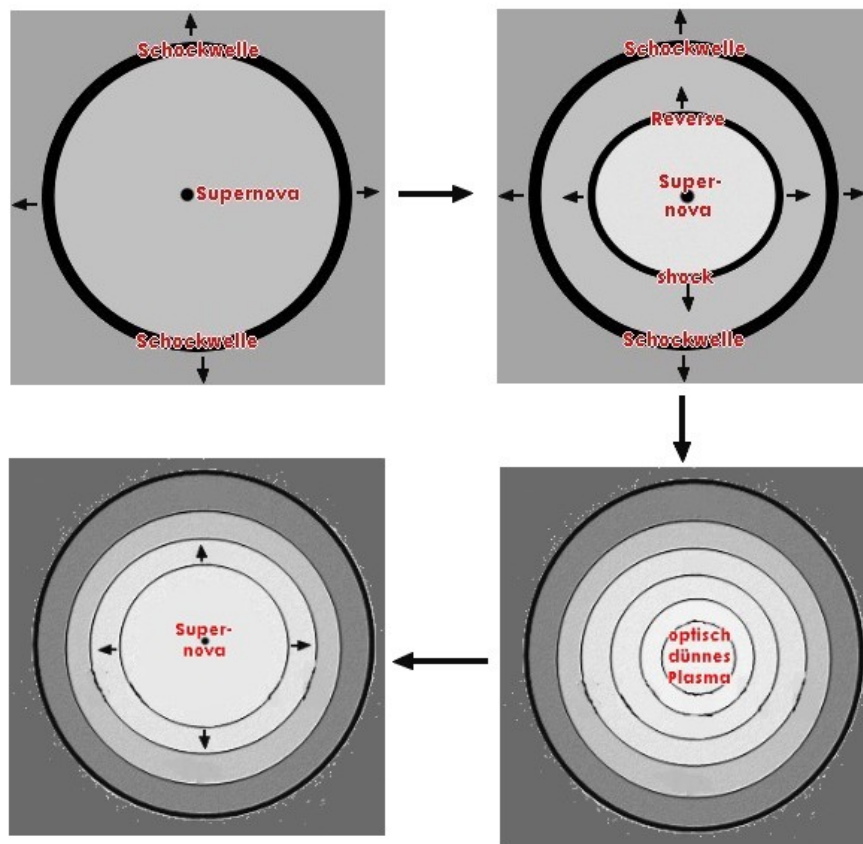 Schockwelle
Supernova
Schockwelle
Schockwelle
Reverse
Super-
nova
shock
Schockwelle
Super-
nova
optisch
dünnes
Plasma